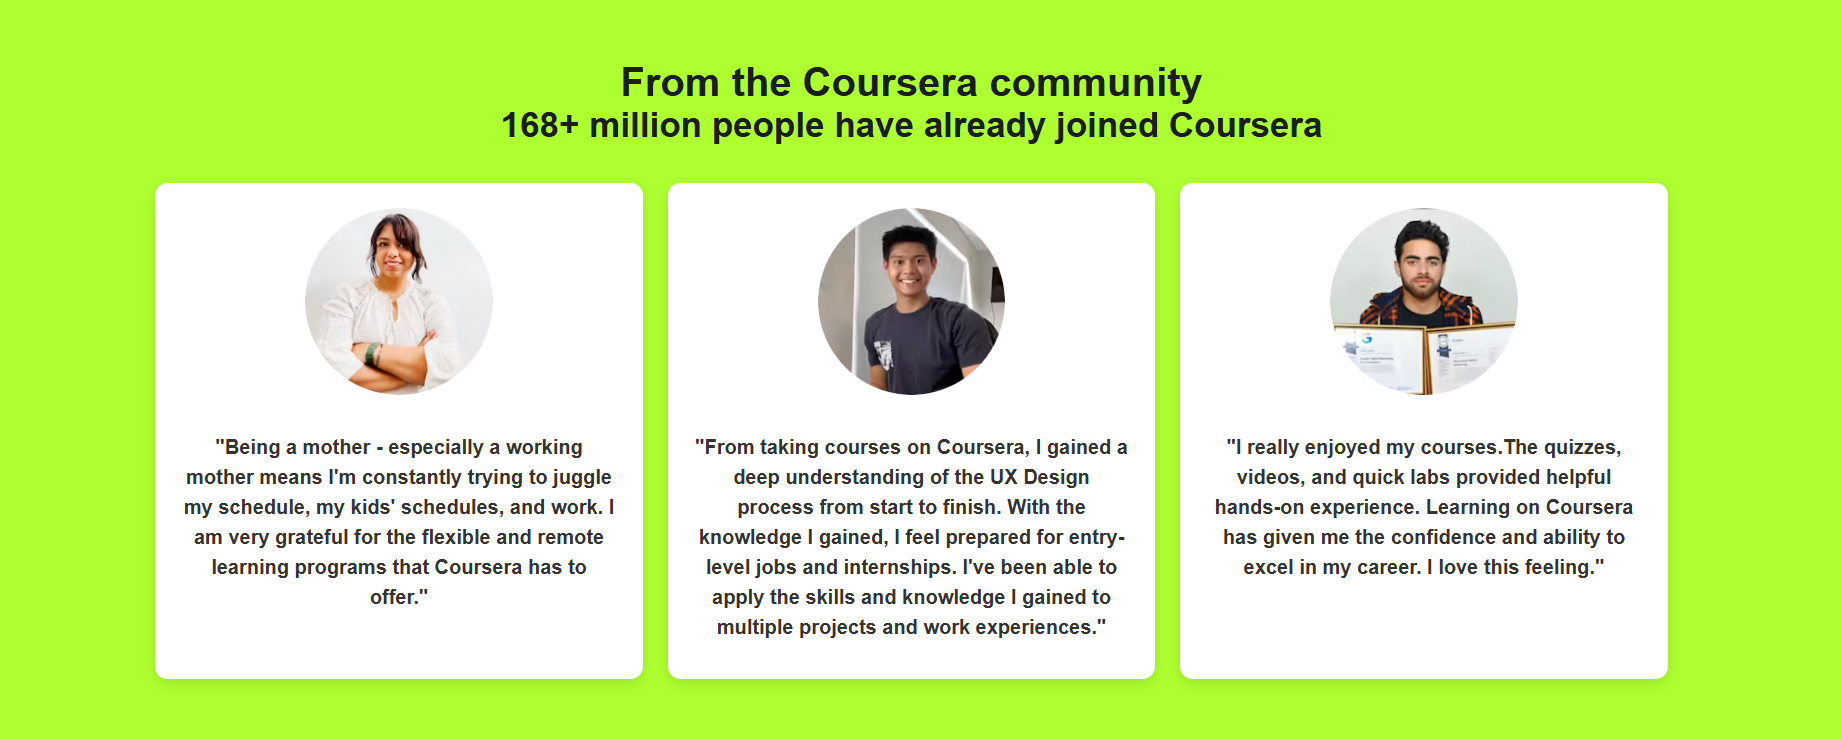 From the Coursera community
168+ million people have already joined Coursera
"Being a mother - especially a working
mother means I'm constantly trying to juggle
my schedule, my kids' schedules, and work. I
am very grateful for the flexible and remote
learning programs that Coursera has to
offer."
"From taking courses on Coursera, I gained a
deep understanding of the UX Design
process from start to finish. With the
knowledge I gained, I feel prepared for entry-
level jobs and internships. I've been able to
apply the skills and knowledge I gained to
multiple projects and work experiences."
"I really enjoyed my courses.The quizzes,
videos, and quick labs provided helpful
hands-on experience. Learning on Coursera
has given me the confidence and ability to
excel in my career. I love this feeling."